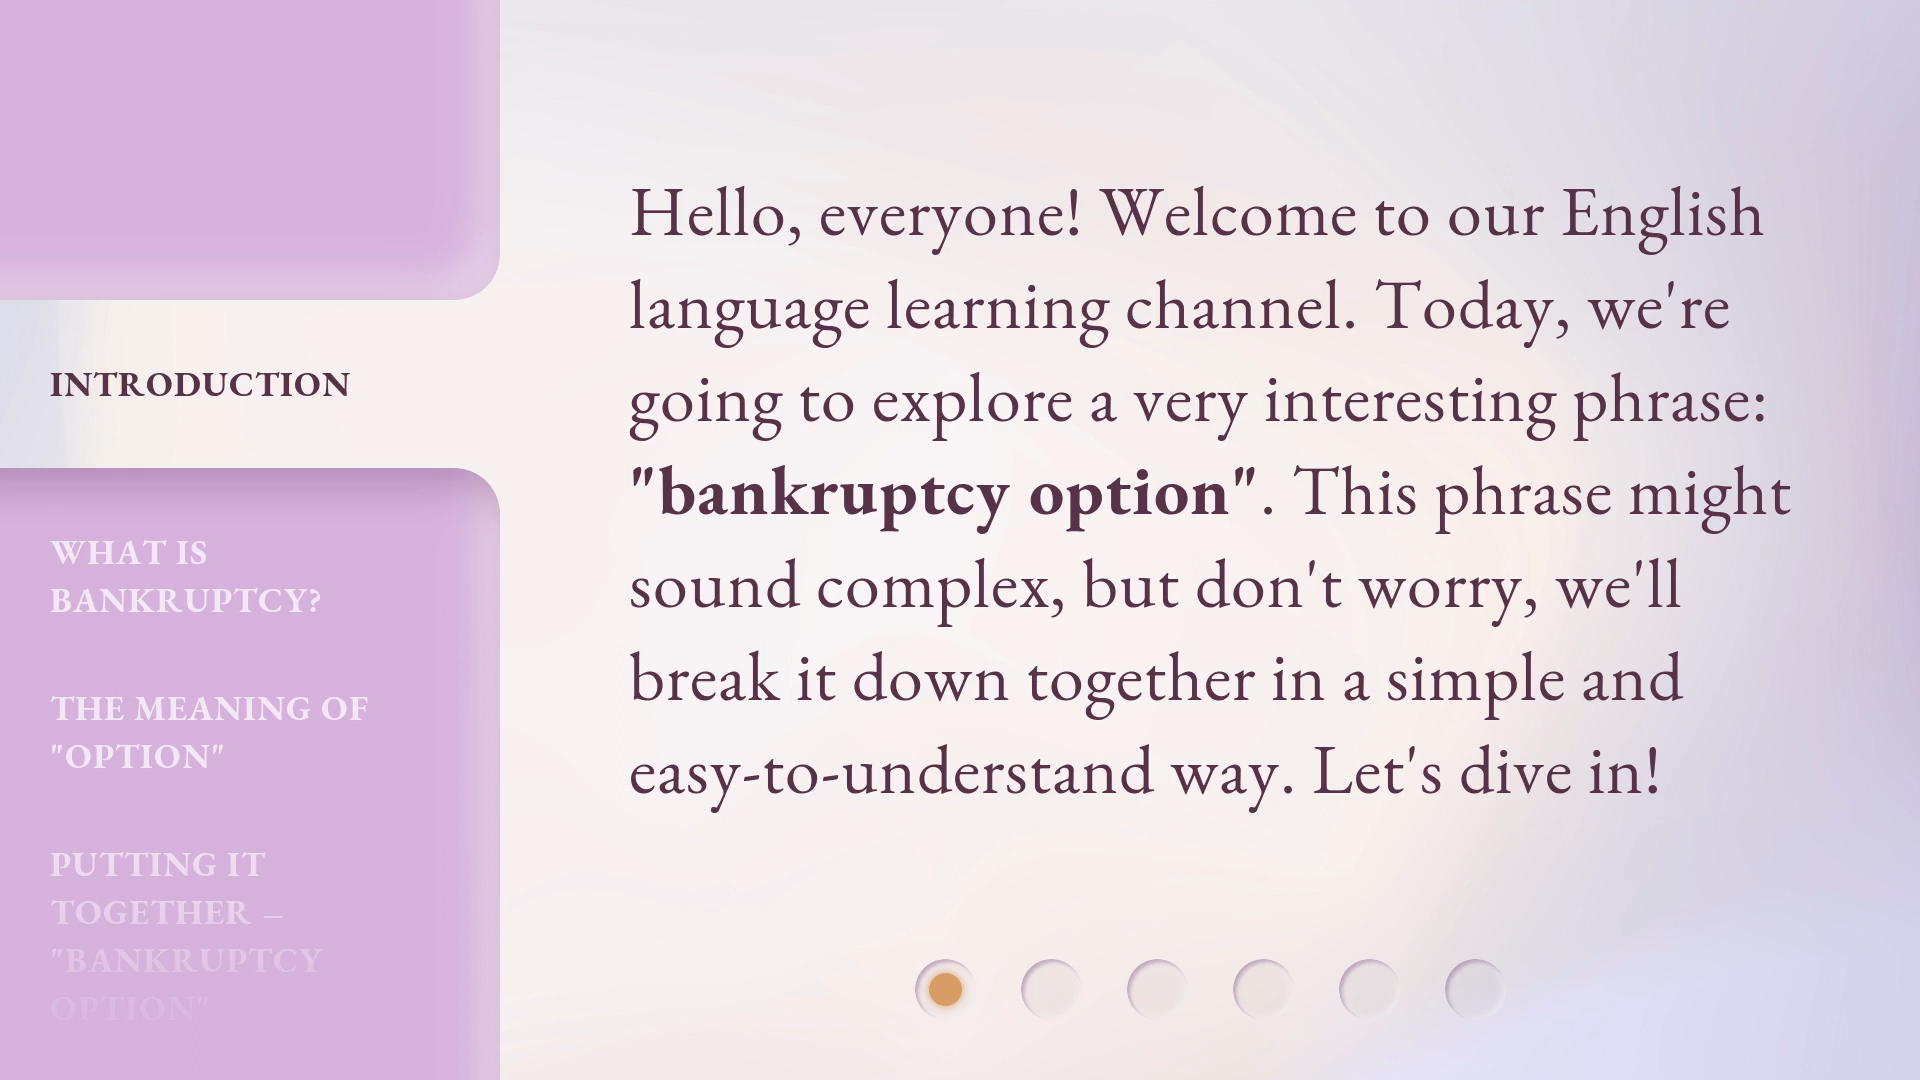 INTRODUCTION
WHAT IS
BANKRUPTCY?
THE MEANING OF
"OPTION"
PUTTING IT
TOGETHER –
"BANKRUPTCY
OPTION"
Hello, everyone! Welcome to our English
language learning channel. Today, we're
going to explore a very interesting phrase:
"bankruptcy option". This phrase might
sound complex, but don't worry, we'll
break it down together in a simple and
easy-to-understand way. Let's dive in!